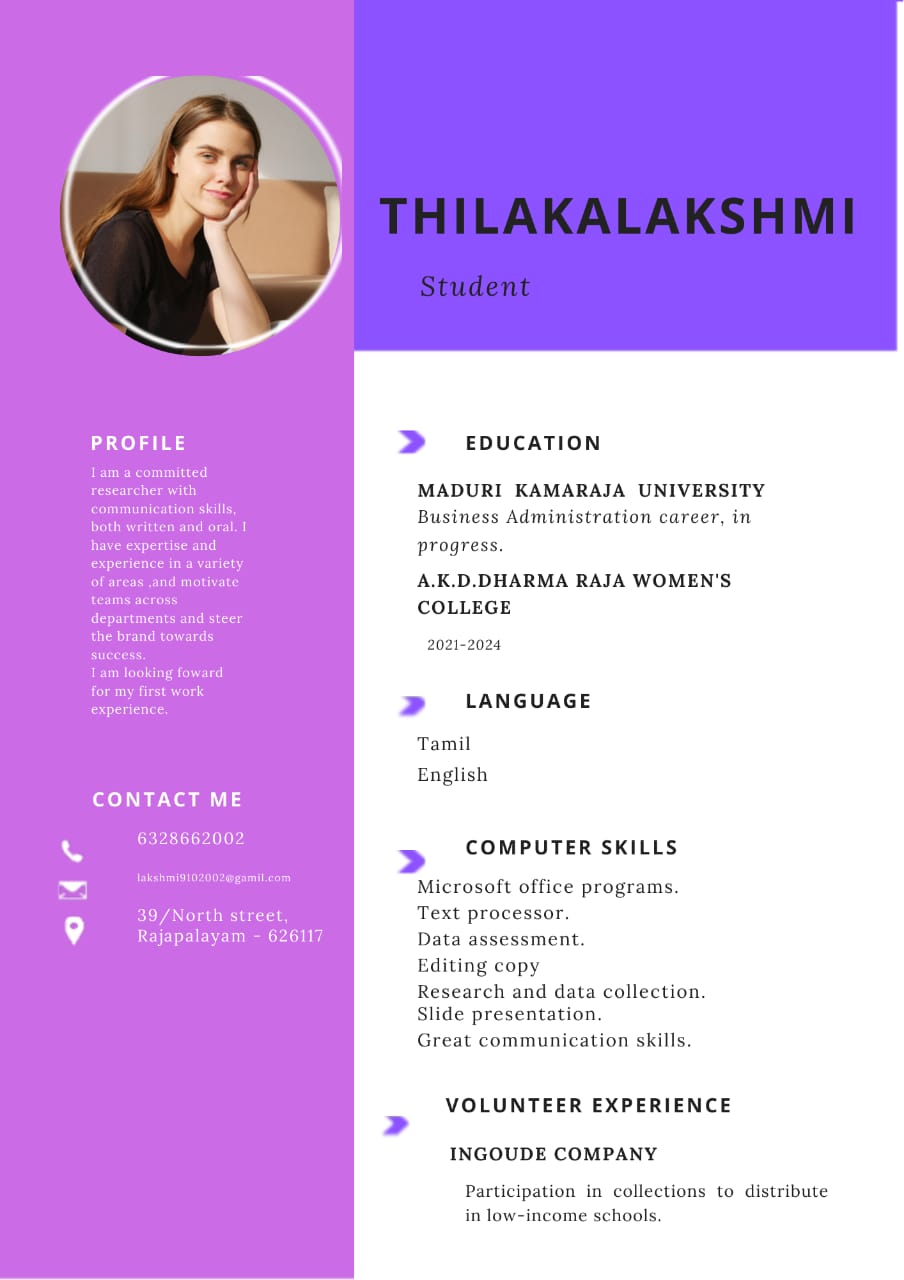 THILAKALAKSHMI
Student
PROFILE
I am a committed
researcher with
communication skills,
both written and oral. I
have expertise and
experience in a variety
of areas ,and motivate
teams across
departments and steer
the brand towards
success.
I am looking foward
for my first work
experience.
CONTACT ME
6328662002
lakshmi9102002@gamil.com
39/North street,
Rajapalayam - 626117
EDUCATION
MADURI KAMARAJA UNIVERSITY
Business Administration career, in
progress.
A.K.D.DHARMA RAJA WOMEN'S
COLLEGE
2021-2024
LANGUAGE
Tamil
English
COMPUTER SKILLS
Microsoft office programs.
Text processor.
Data assessment.
Editing copy
Research and data collection.
Slide presentation.
Great communication skills.
VOLUNTEER EXPERIENCE
INGOUDE COMPANY
Participation in collections to distribute
in low-income schools.